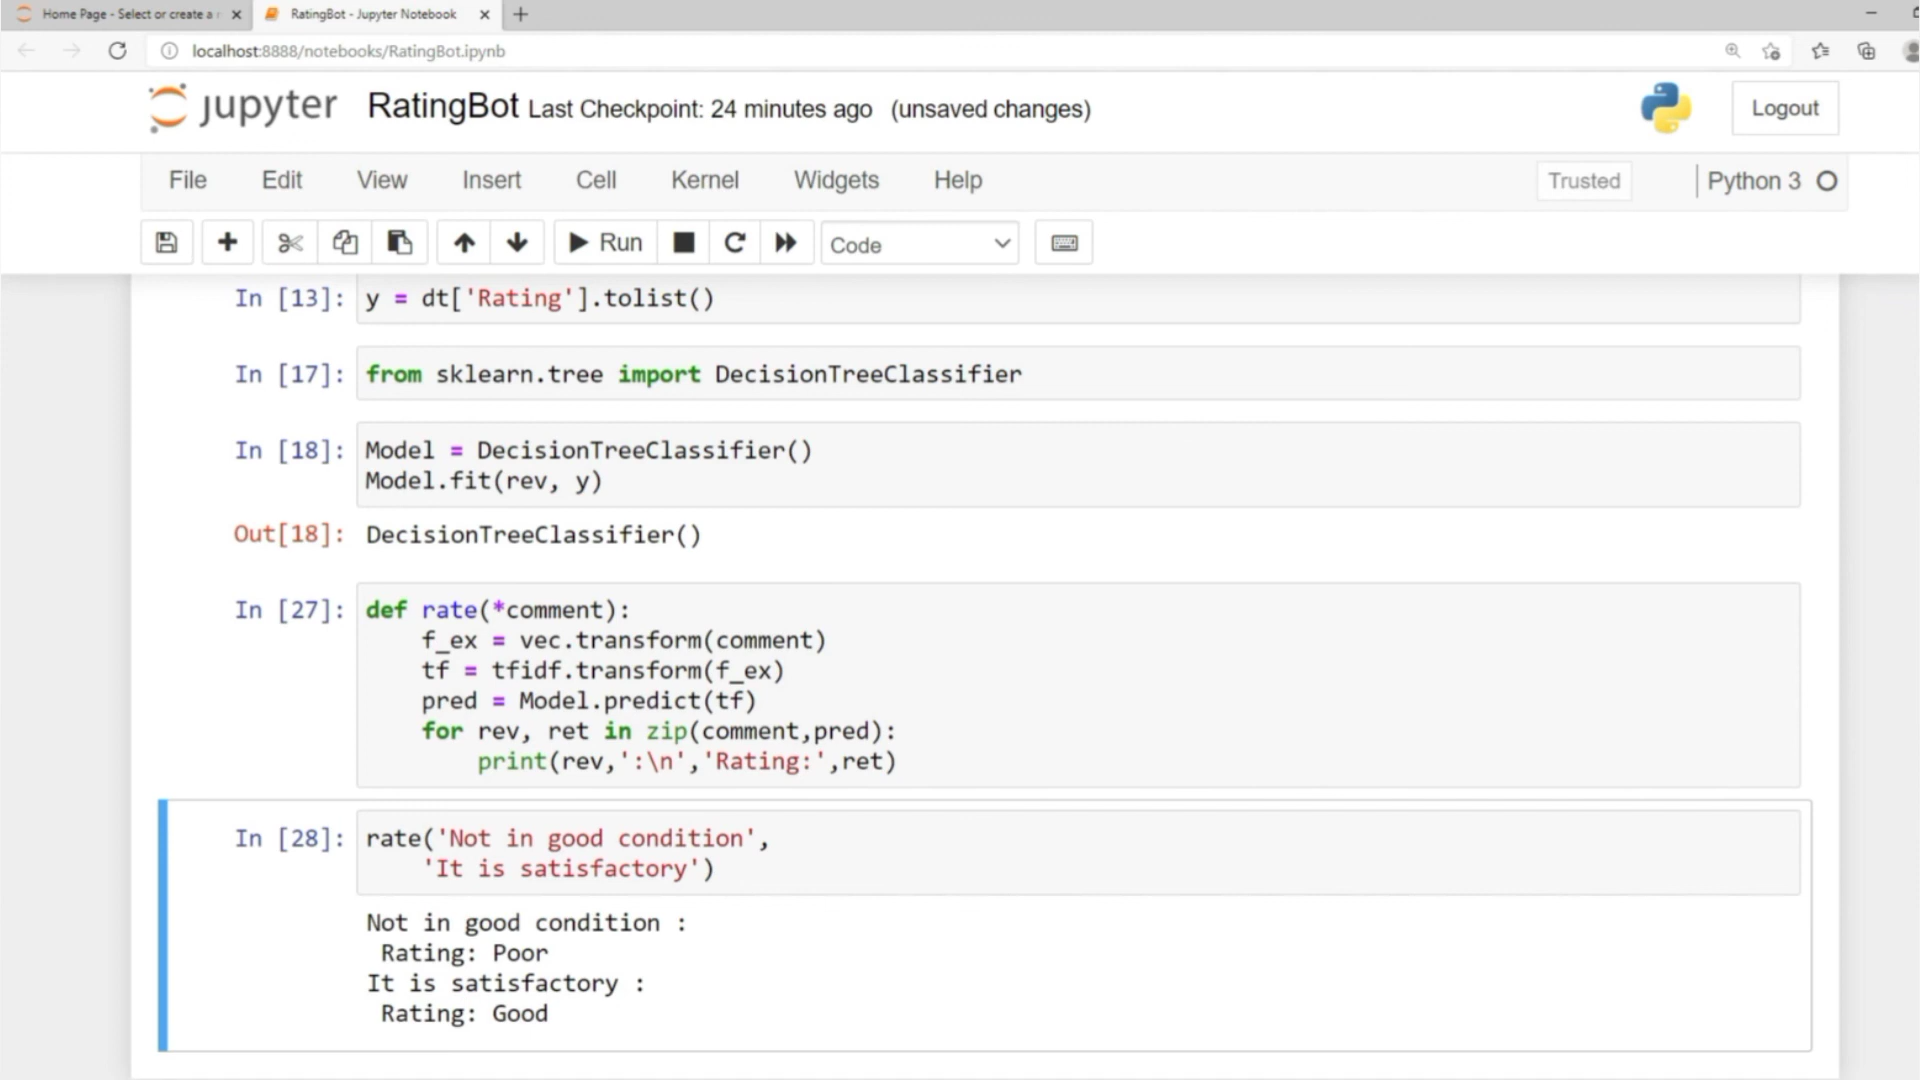 Home Page - Select or create a
RatingBot - Jupyter Notebook
localhost:8888/notebooks/RatingBot.ipynb
jupyter RatingBot Last Checkpoint: 24 minutes ago (unsaved changes)
Logout
File Edit View Insert Cell Kernel Widgets Help
Trusted
Python 3
Run
Code
In [13]: y = dt['Rating'].tolist()
In [17]: from sklearn.tree import DecisionTreeClassifier
In [18]: Model = DecisionTreeClassifier()
Model.fit(rev, y)
Out[18]: DecisionTreeClassifier()
In [27]: def rate(*comment):
    f_ex = vec.transform(comment)
    tf = tfidf.transform(f_ex)
    pred = Model.predict(tf)
    for rev, ret in zip(comment,pred):
        print(rev,':\n','Rating:',ret)
In [28]: rate('Not in good condition',
    'It is satisfactory')
Not in good condition :
 Rating: Poor
It is satisfactory :
 Rating: Good